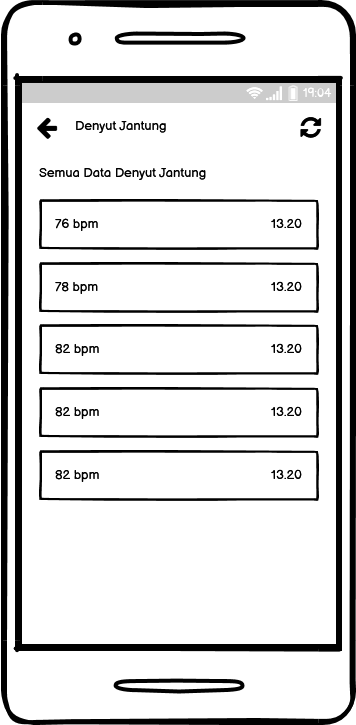 19:04
Denyut Jantung
Semua Data Denyut Jantung
76 bpm 13.20
78 bpm 13.20
82 bpm 13.20
82 bpm 13.20
82 bpm 13.20